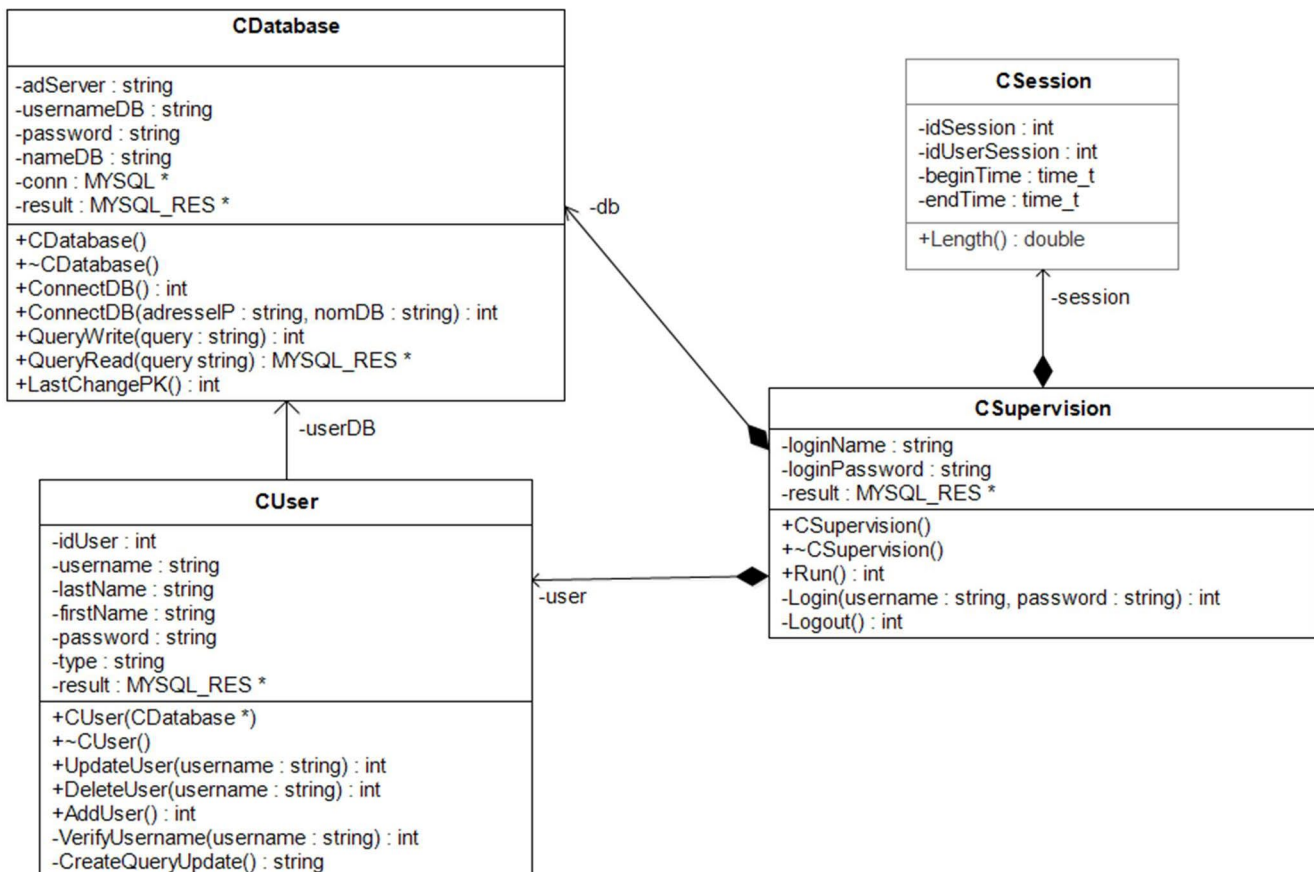 CDatabase
-adServer : string
-usernameDB : string
-password : string
-nameDB : string
-conn : MYSQL *
-result : MYSQL_RES *
+CDatabase()
+~CDatabase()
+ConnectDB() : int
+ConnectDB(adresseIP : string, nomDB : string) : int
+QueryWrite(query : string) : int
+QueryRead(query string) : MYSQL_RES *
+LastChangePK() : int
-db
CSession
-idSession : int
-idUserSession : int
-beginTime : time_t
-endTime : time_t
+Length() : double
-session
-userDB
CSupervision
-loginName : string
-loginPassword : string
-result : MYSQL_RES *
+CSupervision()
+~CSupervision()
+Run() : int
-Login(username : string, password : string) : int
-Logout() : int
-user
CUser
-idUser : int
-username : string
-lastName : string
-firstName : string
-password : string
-type : string
-result : MYSQL_RES *
+CUser(CDatabase *)
+~CUser()
+UpdateUser(username : string) : int
+DeleteUser(username : string) : int
+AddUser() : int
-VerifyUsername(username : string) : int
-CreateQueryUpdate() : string